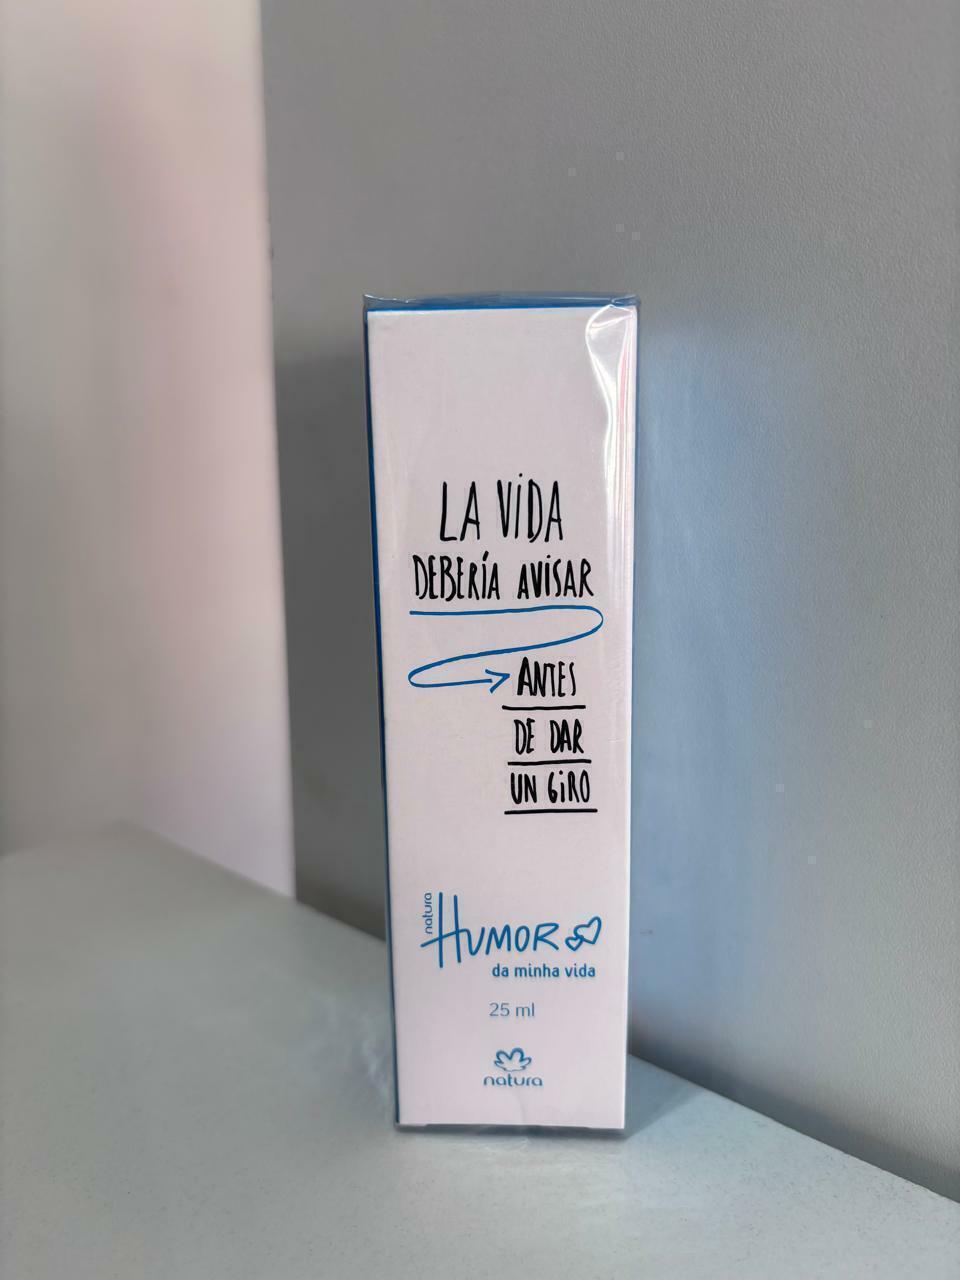 LA ViDA
DEBERÍA AViSAR
ANTES
DE DAR
UN GiRO
natura
HUMOR
da minha vida
25 ml
natura